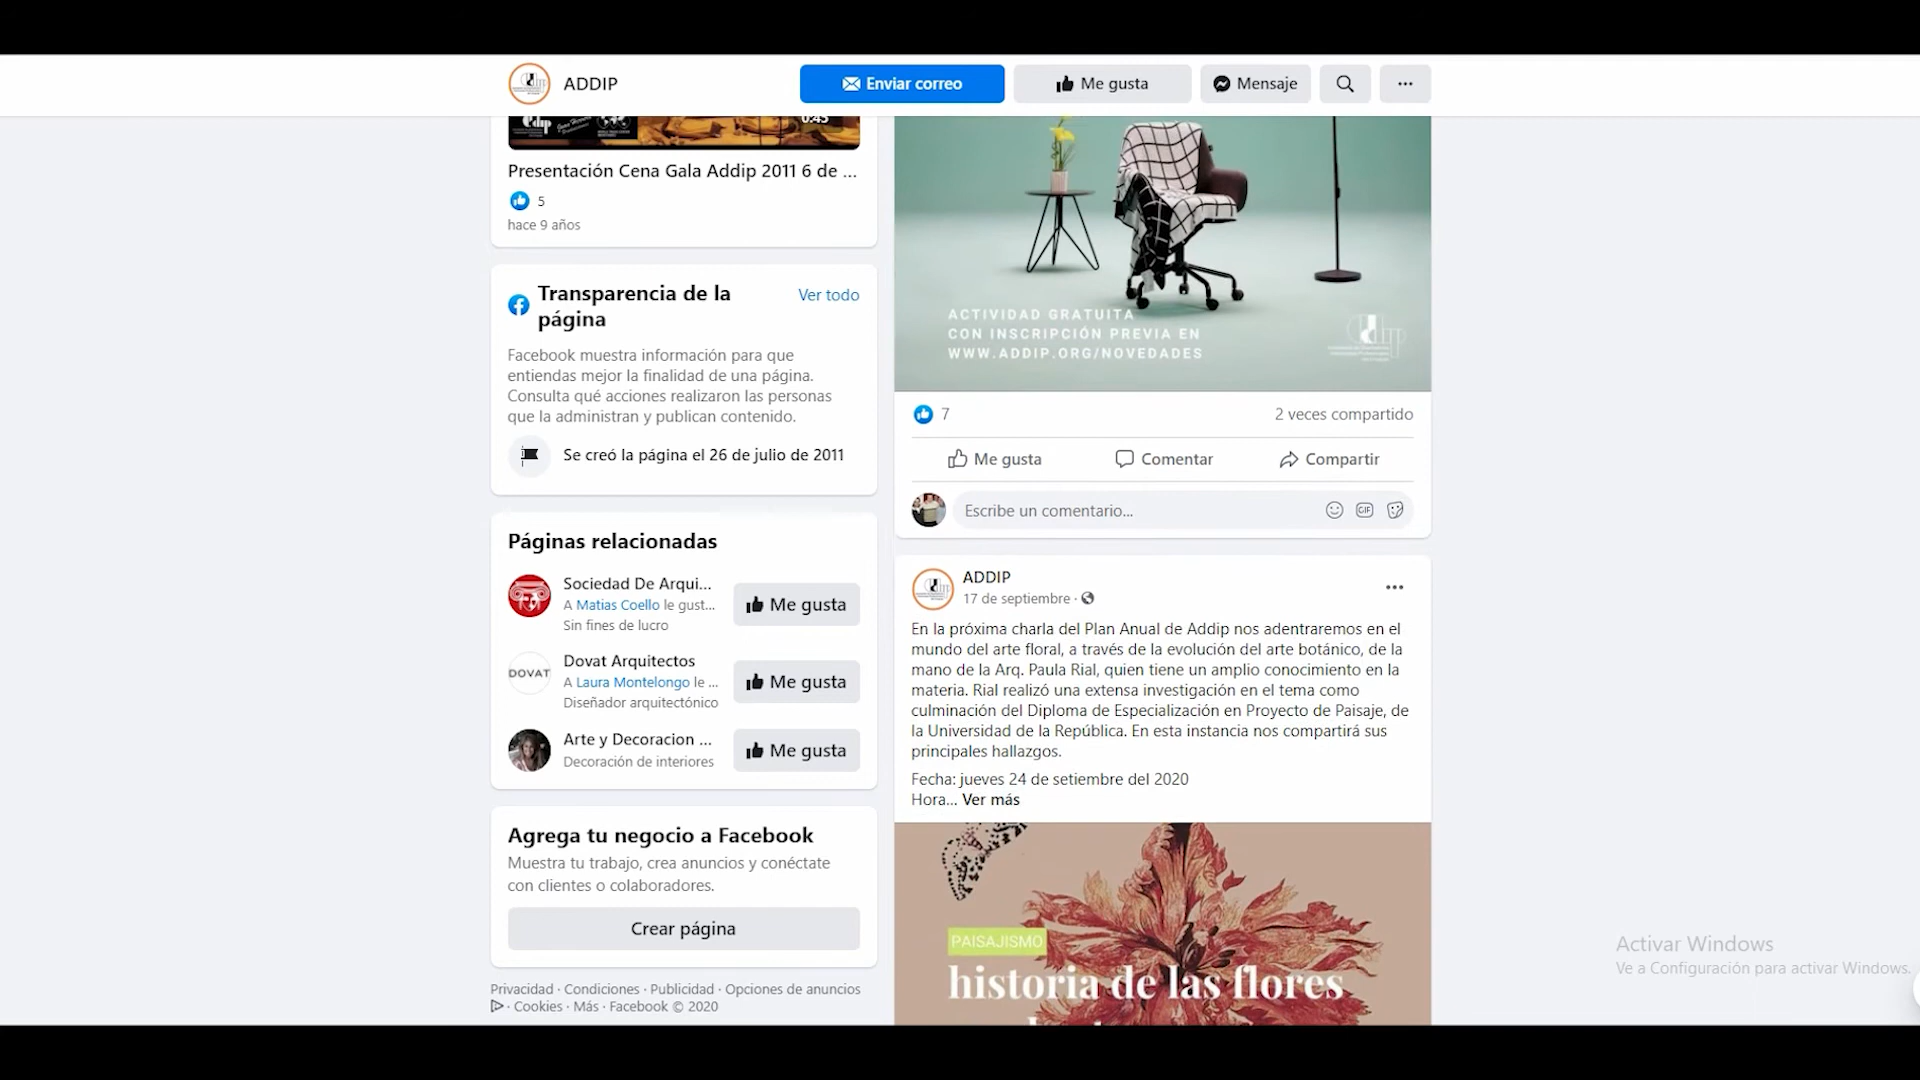 ADDIP
Enviar correo
Me gusta
Mensaje
0:45
Presentación Cena Gala Addip 2011 6 de ...
5
hace 9 años
Transparencia de la
página
Ver todo
Facebook muestra información para que
entiendas mejor la finalidad de una página.
Consulta qué acciones realizaron las personas
que la administran y publican contenido.
Se creó la página el 26 de julio de 2011
Páginas relacionadas
Sociedad De Arqui...
A Matias Coello le gust...
Sin fines de lucro
Me gusta
DOVAT
Dovat Arquitectos
A Laura Montelongo le ...
Diseñador arquitectónico
Me gusta
Arte y Decoracion ...
Decoración de interiores
Me gusta
Agrega tu negocio a Facebook
Muestra tu trabajo, crea anuncios y conéctate
con clientes o colaboradores.
Crear página
Privacidad · Condiciones · Publicidad · Opciones de anuncios
· Cookies · Más · Facebook © 2020
ACTIVIDAD GRATUITA
CON INSCRIPCIÓN PREVIA EN
WWW.ADDIP.ORG/NOVEDADES
7
2 veces compartido
Me gusta
Comentar
Compartir
Escribe un comentario...
GIF
ADDIP
17 de septiembre ·
En la próxima charla del Plan Anual de Addip nos adentraremos en el
mundo del arte floral, a través de la evolución del arte botánico, de la
mano de la Arq. Paula Rial, quien tiene un amplio conocimiento en la
materia. Rial realizó una extensa investigación en el tema como
culminación del Diploma de Especialización en Proyecto de Paisaje, de
la Universidad de la República. En esta instancia nos compartirá sus
principales hallazgos.
Fecha: jueves 24 de setiembre del 2020
Hora... Ver más
PAISAJISMO
historia de las flores
Activar Windows
Ve a Configuración para activar Windows.